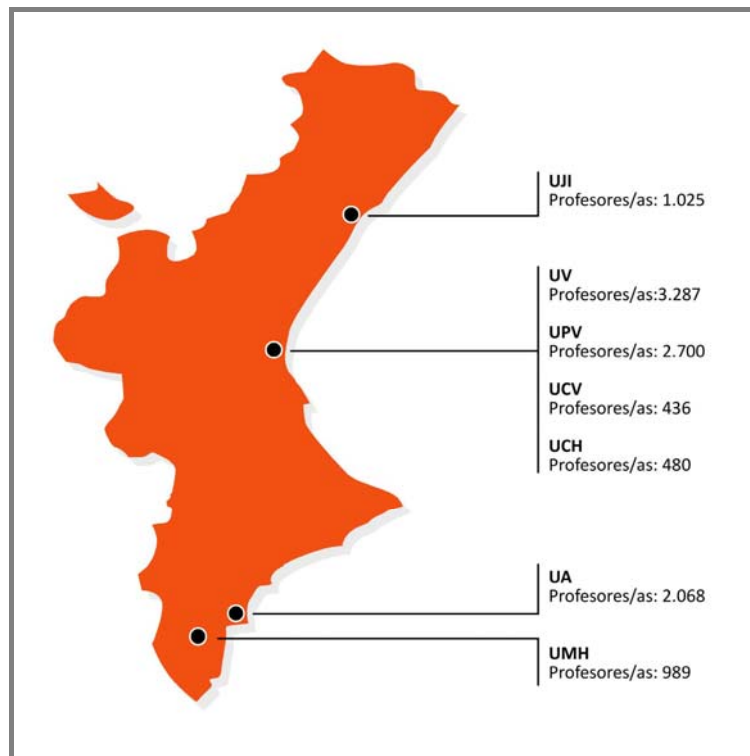 UJI
Profesores/as: 1.025
UV
Profesores/as:3.287
UPV
Profesores/as: 2.700
UCV
Profesores/as: 436
UCH
Profesores/as: 480
UA
Profesores/as: 2.068
UMH
Profesores/as: 989